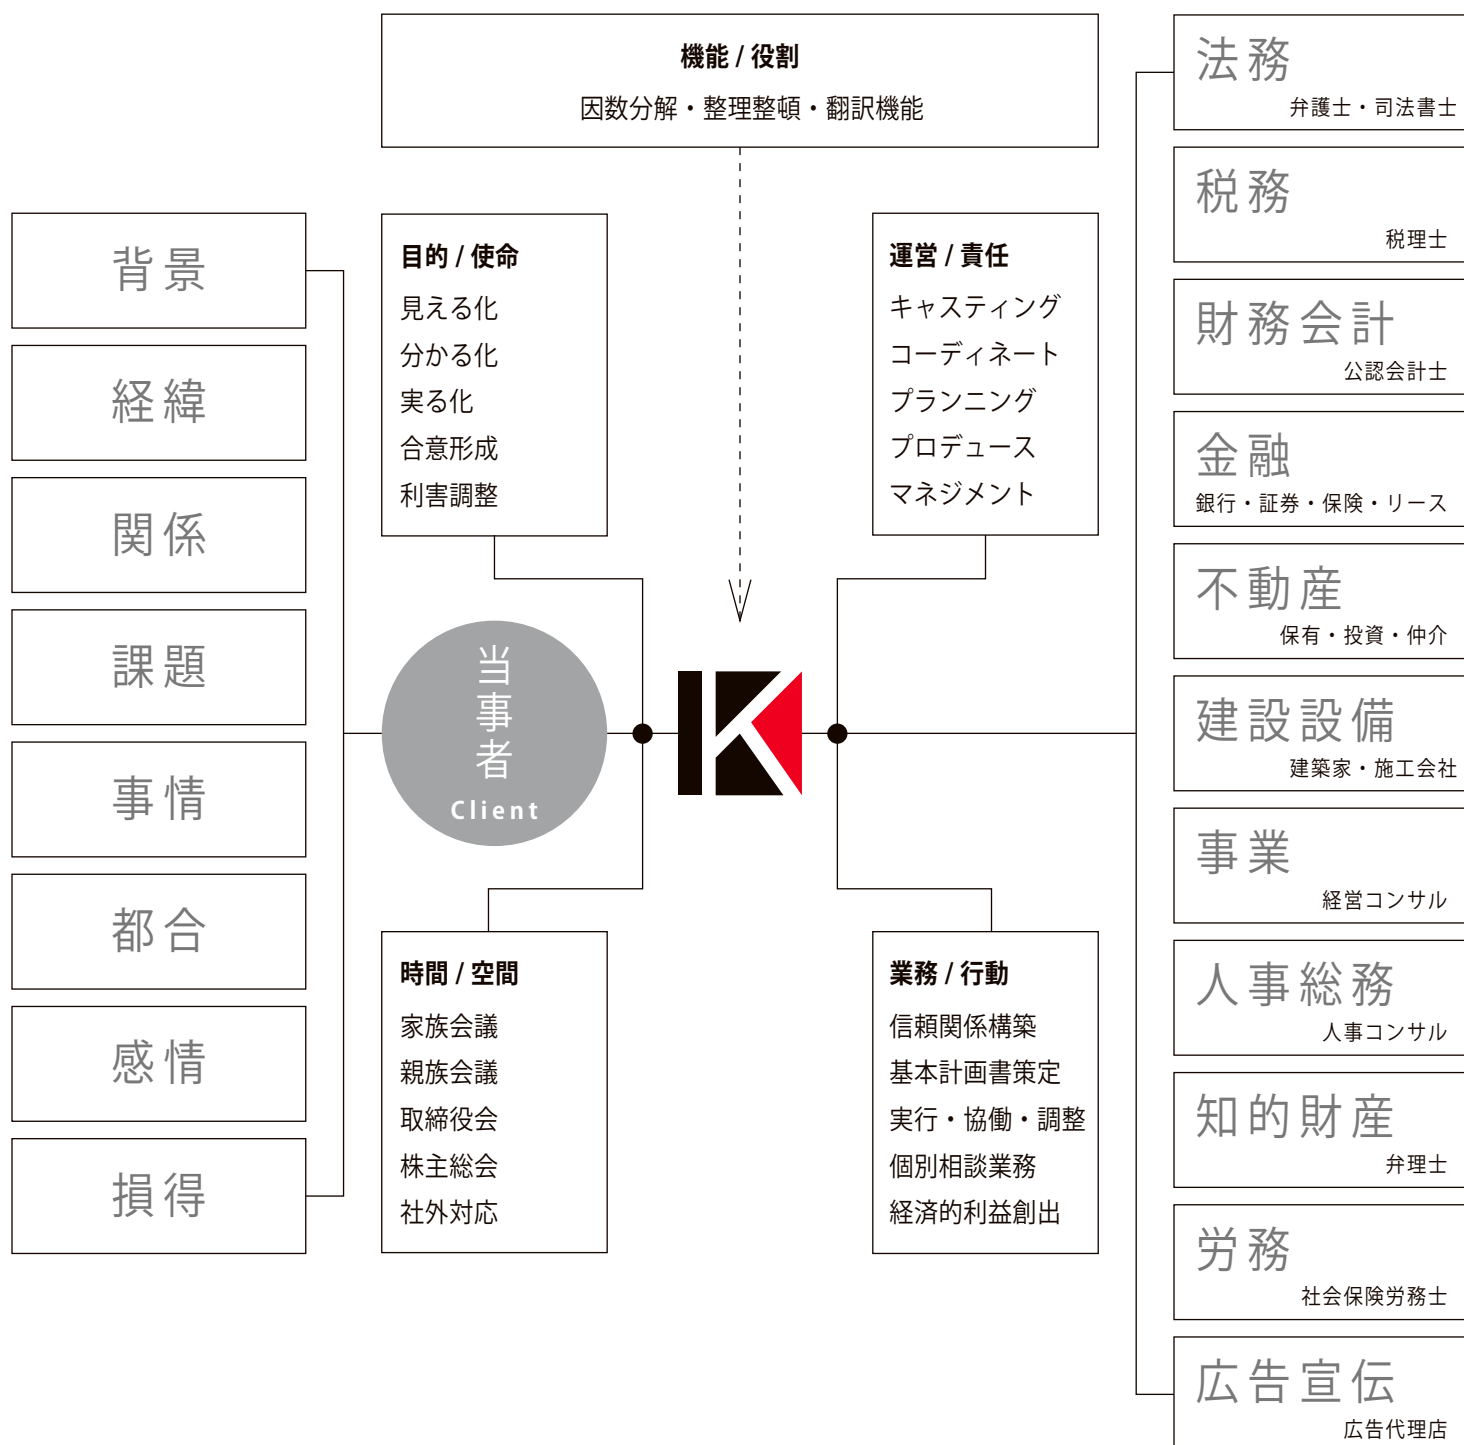 機能 / 役割
因数分解・整理整頓・翻訳機能
背景
経緯
関係
課題
事情
都合
感情
損得
目的 / 使命
見える化
分かる化
実る化
合意形成
利害調整
運営 / 責任
キャスティング
コーディネート
プランニング
プロデュース
マネジメント
当事者
Client
K
時間 / 空間
家族会議
親族会議
取締役会
株主総会
社外対応
業務 / 行動
信頼関係構築
基本計画書策定
実行・協働・調整
個別相談業務
経済的利益創出
法務
弁護士・司法書士
税務
税理士
財務会計
公認会計士
金融
銀行・証券・保険・リース
不動産
保有・投資・仲介
建設設備
建築家・施工会社
事業
経営コンサル
人事総務
人事コンサル
知的財産
弁理士
労務
社会保険労務士
広告宣伝
広告代理店